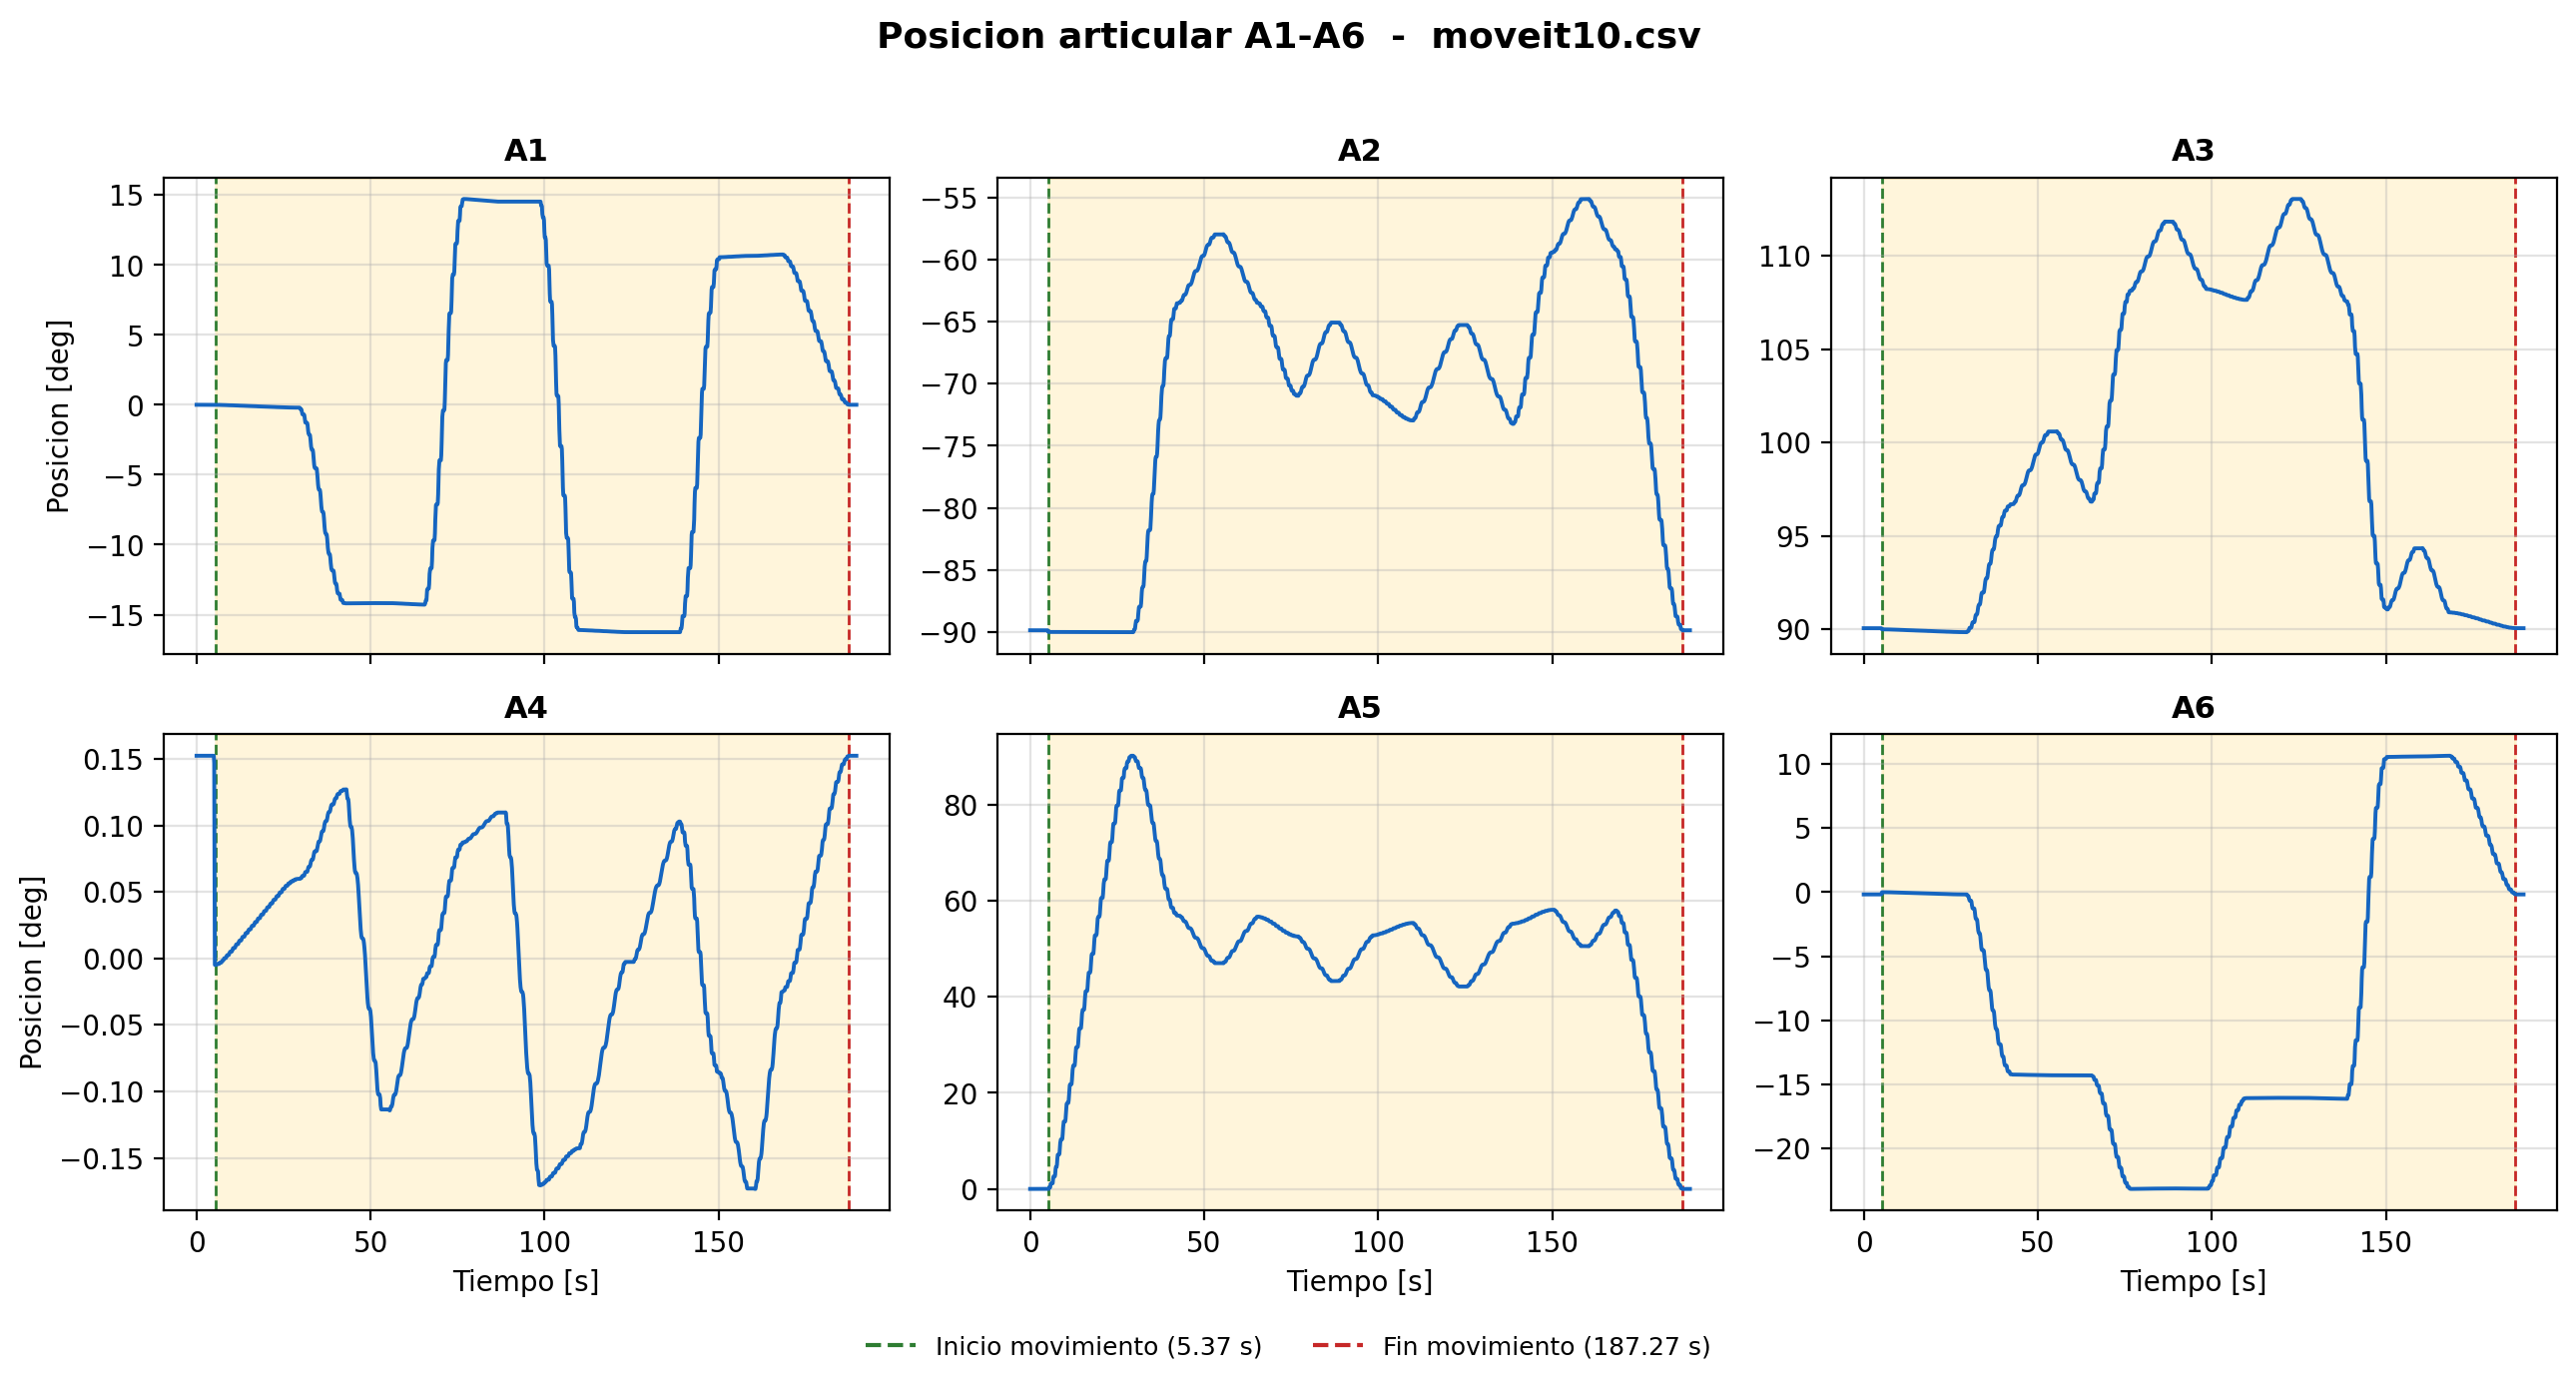 Posicion articular A1-A6  -  moveit10.csv
A1
A2
A3
15
10
5
0
−5
−10
−15
Posicion [deg]
−55
−60
−65
−70
−75
−80
−85
−90
110
105
100
95
90
A4
A5
A6
0.15
0.10
0.05
0.00
−0.05
−0.10
−0.15
Posicion [deg]
80
60
40
20
0
10
5
0
−5
−10
−15
−20
0 50 100 150
0 50 100 150
0 50 100 150
Tiempo [s]
Tiempo [s]
Tiempo [s]
Inicio movimiento (5.37 s)
Fin movimiento (187.27 s)